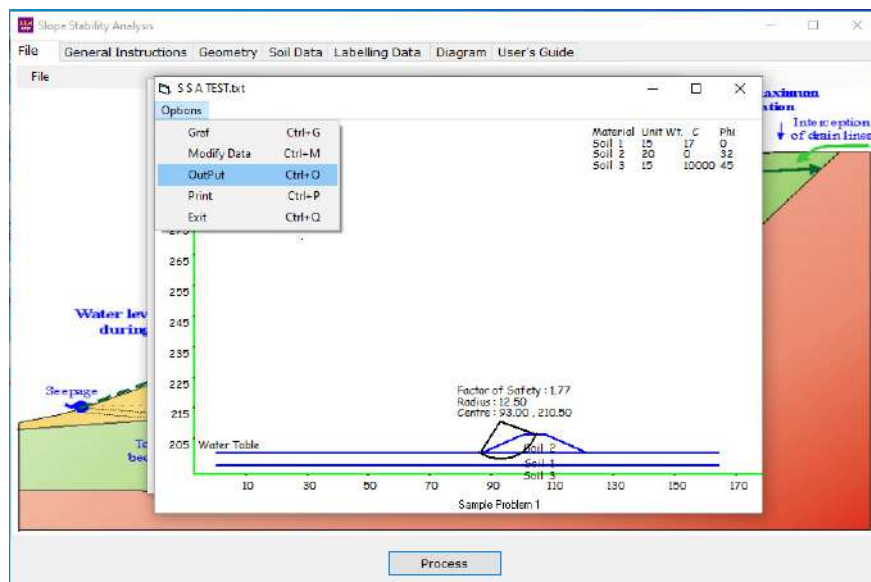 Slope Stability Analysis
File General Instructions Geometry Soil Data Labelling Data Diagram User's Guide
File
S S A TEST.txt
Options
Graf Ctrl+G
Modify Data Ctrl+M
OutPut Ctrl+O
Print Ctrl+P
Exit Ctrl+Q
Material Unit Wt. C Phi
Soil 1 15 17 0
Soil 2 20 0 32
Soil 3 15 10000 45
Interception
of drain lines
265
255
245
235
225
215
205
Water lev
during
Seepage
To
bec
Factor of Safety : 1.77
Radius : 12.50
Centre : 93.00 , 210.50
Water Table
Soil 2
Soil 1
Soil 3
10 30 50 70 90 110 130 150 170
Sample Problem 1
Process